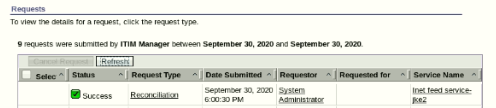 Requests
To view the details for a request, click the request type.
9 requests were submitted by ITIM Manager between September 30, 2020 and September 30, 2020.
Cancel Request Refresh
Selec ^ Status ^ Request Type ^ Date Submitted ^ Requestor ^ Requested for ^ Service Name ^
Success Reconciliation September 30, 2020 6:00:30 PM System Administrator Inet feed service-jke2